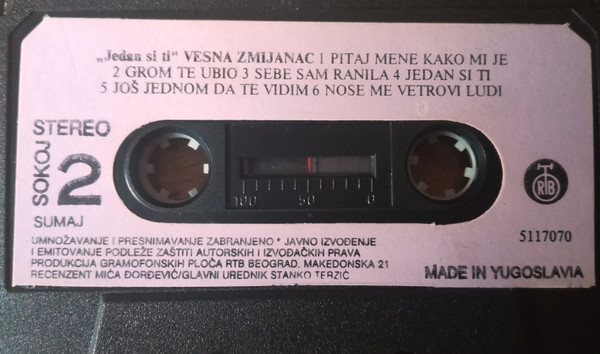 „Jedan si ti“ VESNA ZMIJANAC 1 PITAJ MENE KAKO MI JE
2 GROM TE UBIO 3 SEBE SAM RANILA 4 JEDAN SI TI
5 JOŠ JEDNOM DA TE VIDIM 6 NOSE ME VETROVI LUDI
STEREO
SOKOJ
2
SUMAJ
100 50 0
RTB
5117070
UMNOŽAVANJE I PRESNIMAVANJE ZABRANJENO * JAVNO IZVOĐENJE
I EMITOVANJE PODLEŽE ZAŠTITI AUTORSKIH I IZVOĐAČKIH PRAVA
PRODUKCIJA GRAMOFONSKIH PLOČA RTB BEOGRAD, MAKEDONSKA 21
RECENZENT MIĆA ĐORĐEVIĆ/GLAVNI UREDNIK STANKO TERZIĆ
MADE IN YUGOSLAVIA